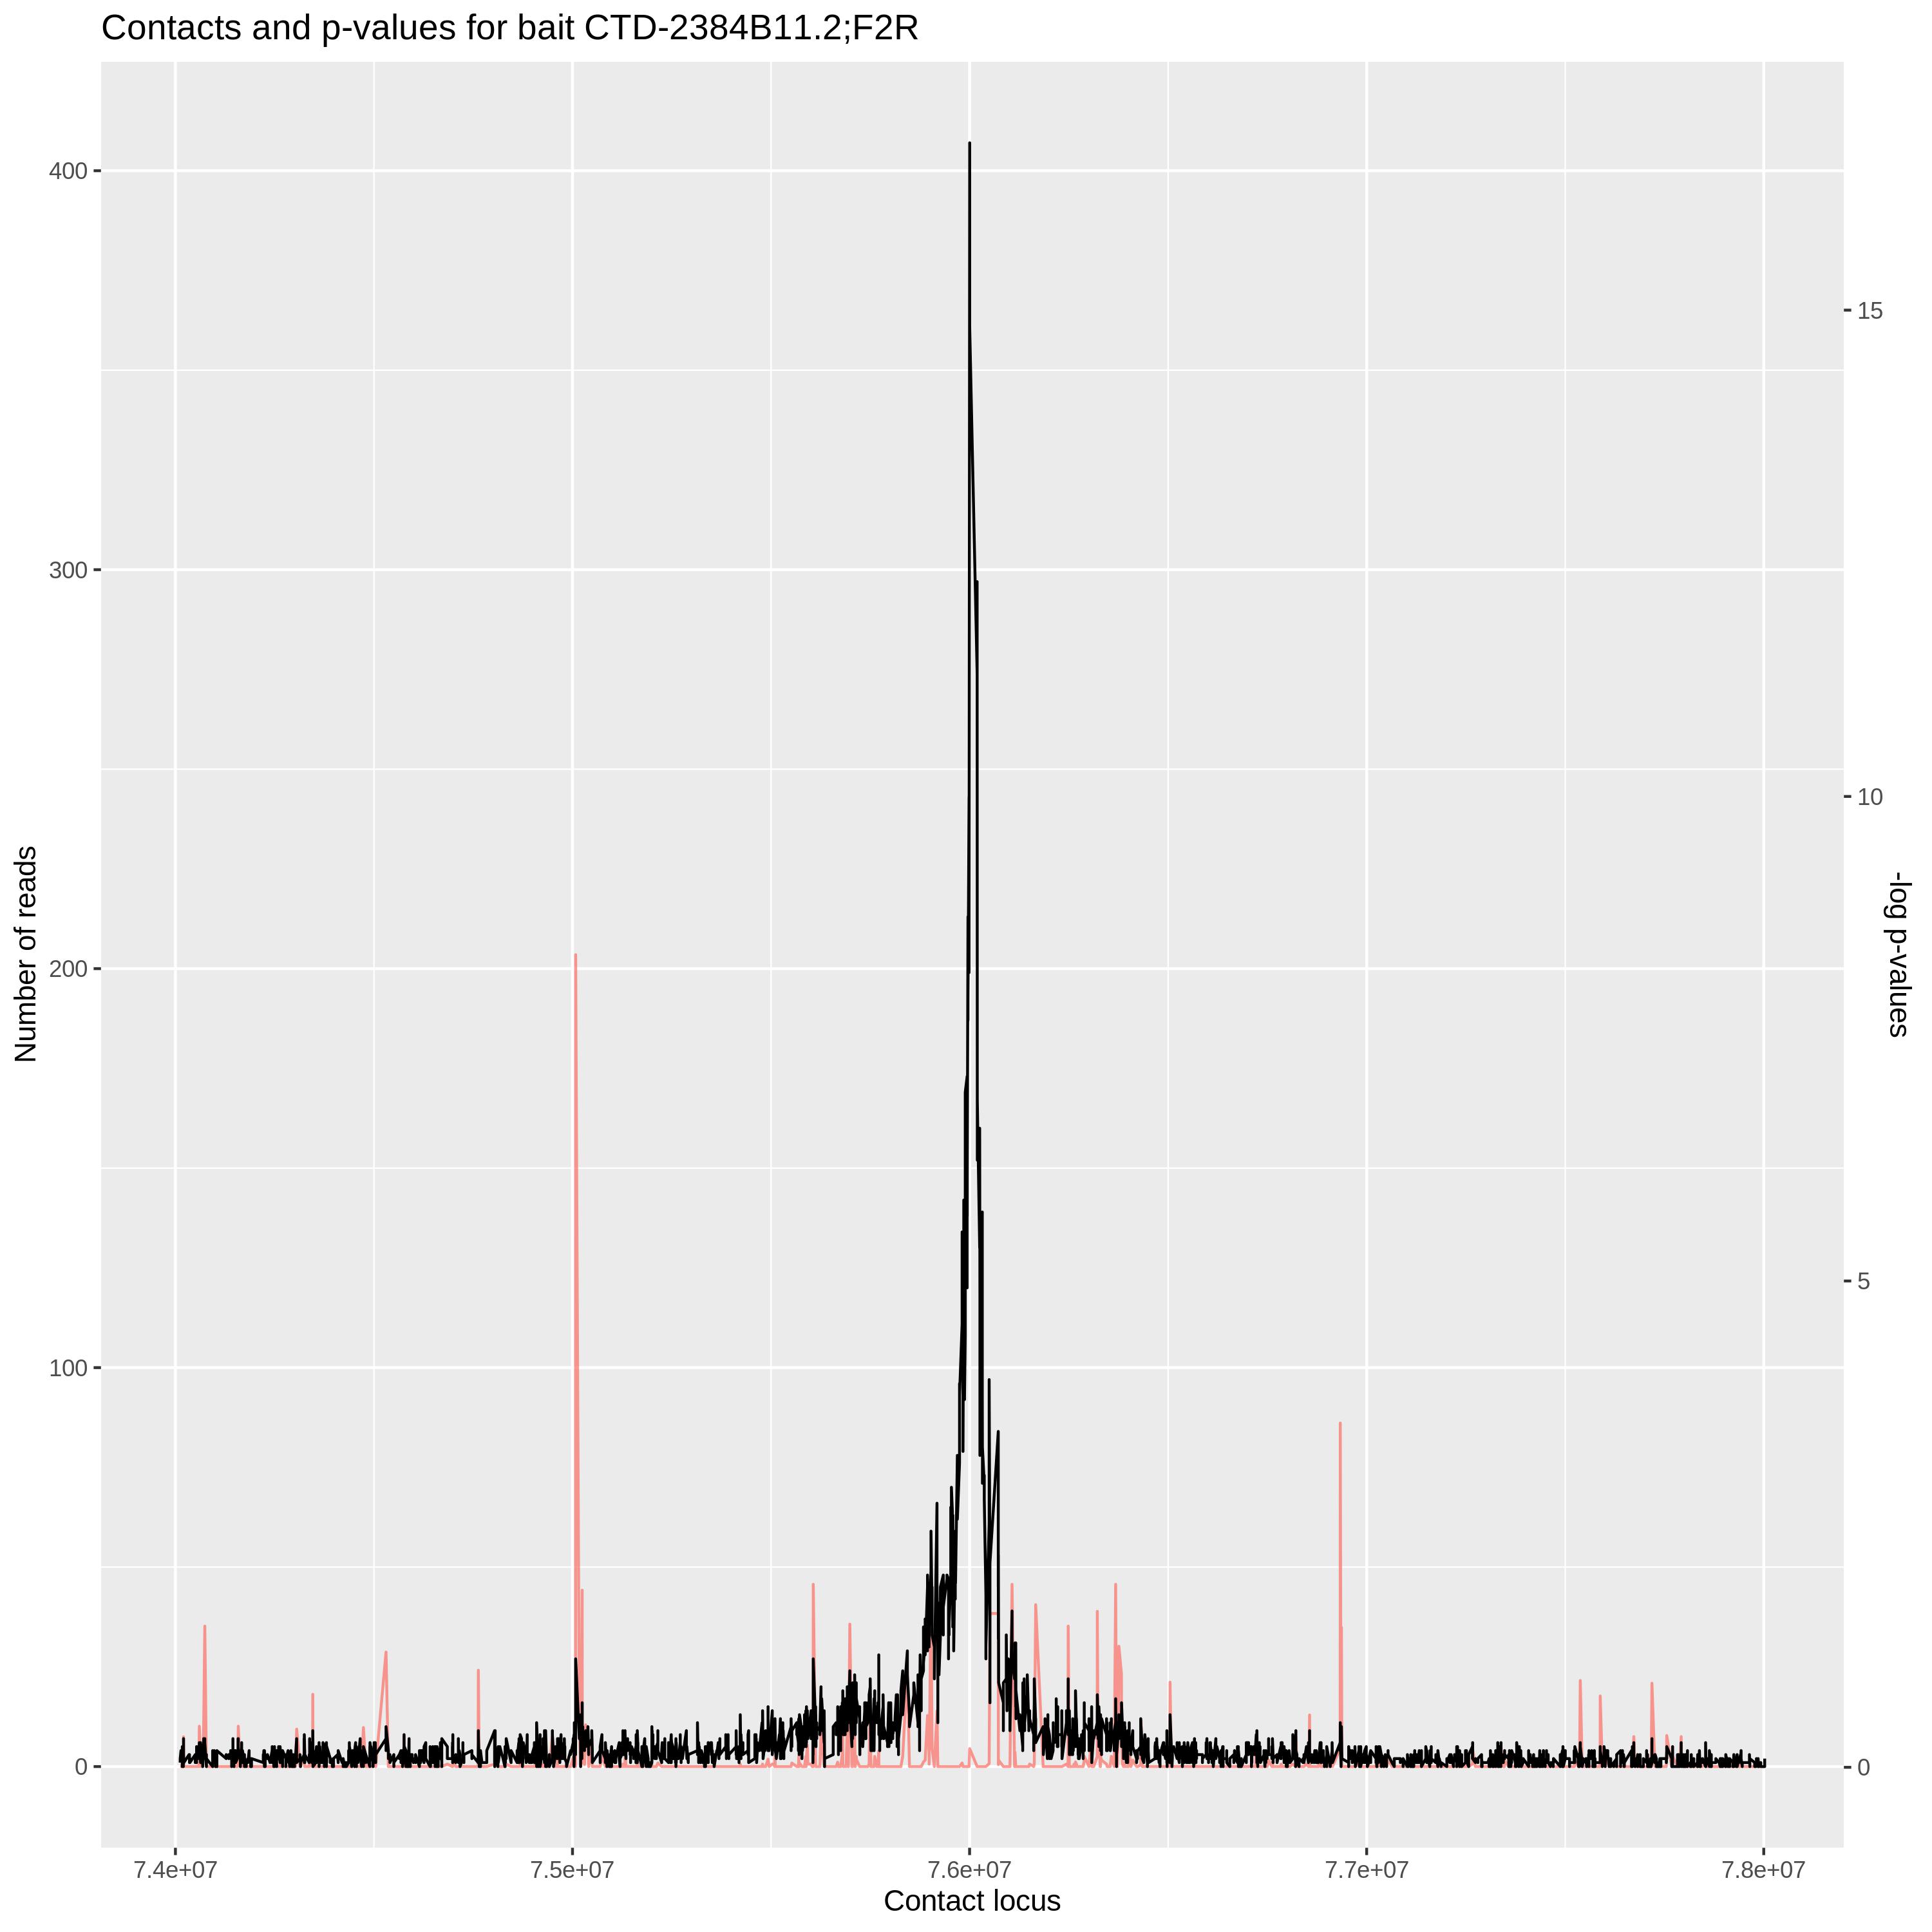 Contacts and p-values for bait CTD-2384B11.2;F2R
400
300
200
100
0
Number of reads
15
10
5
0
-log p-values
7.4e+07
7.5e+07
7.6e+07
7.7e+07
7.8e+07
Contact locus